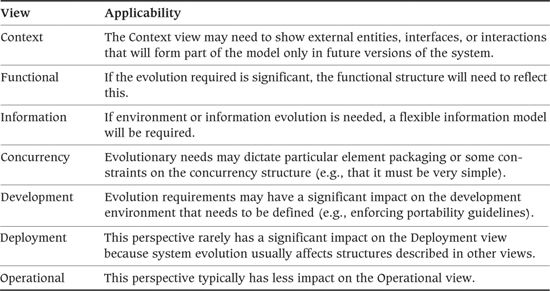 View Applicability
Context The Context view may need to show external entities, interfaces, or interactions
that will form part of the model only in future versions of the system.
Functional If the evolution required is significant, the functional structure will need to reflect
this.
Information If environment or information evolution is needed, a flexible information model
will be required.
Concurrency Evolutionary needs may dictate particular element packaging or some con-
straints on the concurrency structure (e.g., that it must be very simple).
Development Evolution requirements may have a significant impact on the development
environment that needs to be defined (e.g., enforcing portability guidelines).
Deployment This perspective rarely has a significant impact on the Deployment view
because system evolution usually affects structures described in other views.
Operational This perspective typically has less impact on the Operational view.